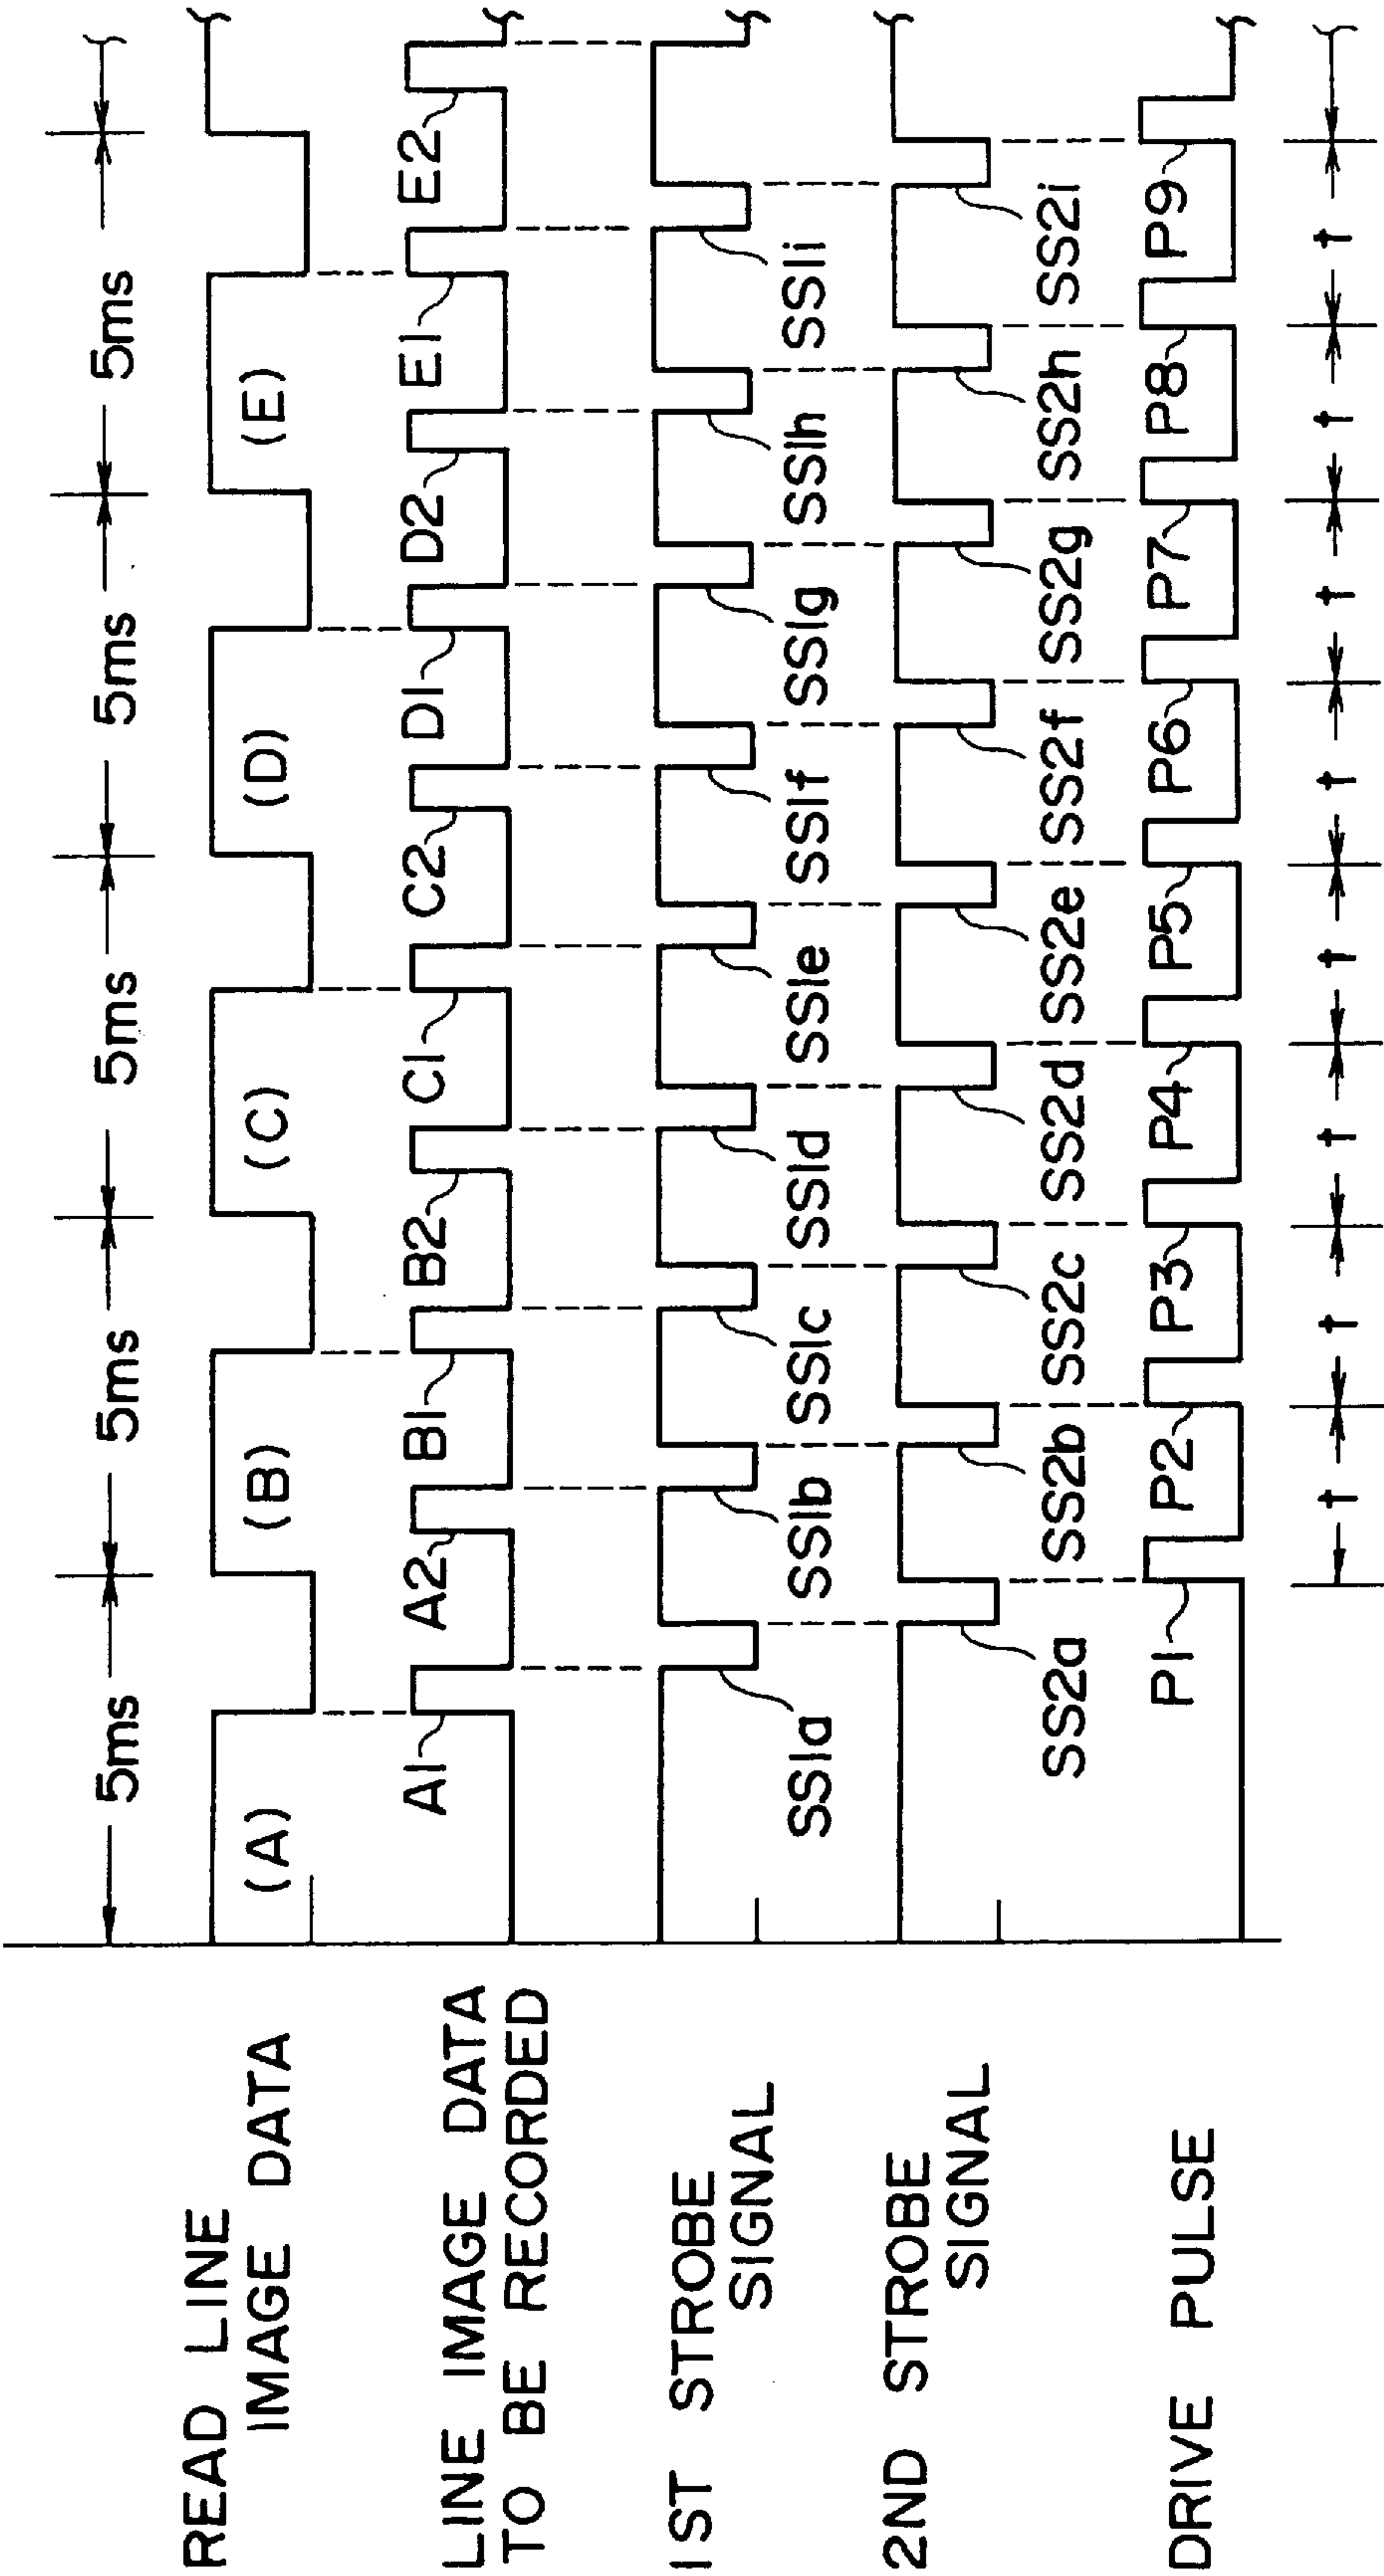 5ms 5ms 5ms 5ms 5ms
READ LINE
IMAGE DATA
(A) (B) (C) (D) (E)
LINE IMAGE DATA
TO BE RECORDED
A1 A2 B1 B2 C1 C2 D1 D2 E1 E2
1ST STROBE
SIGNAL
SS1a SS1b SS1c SS1d SS1e SS1f SS1g SS1h SS1i
2ND STROBE
SIGNAL
SS2a SS2b SS2c SS2d SS2e SS2f SS2g SS2h SS2i
DRIVE PULSE
P1 P2 P3 P4 P5 P6 P7 P8 P9
t t t t t t t t